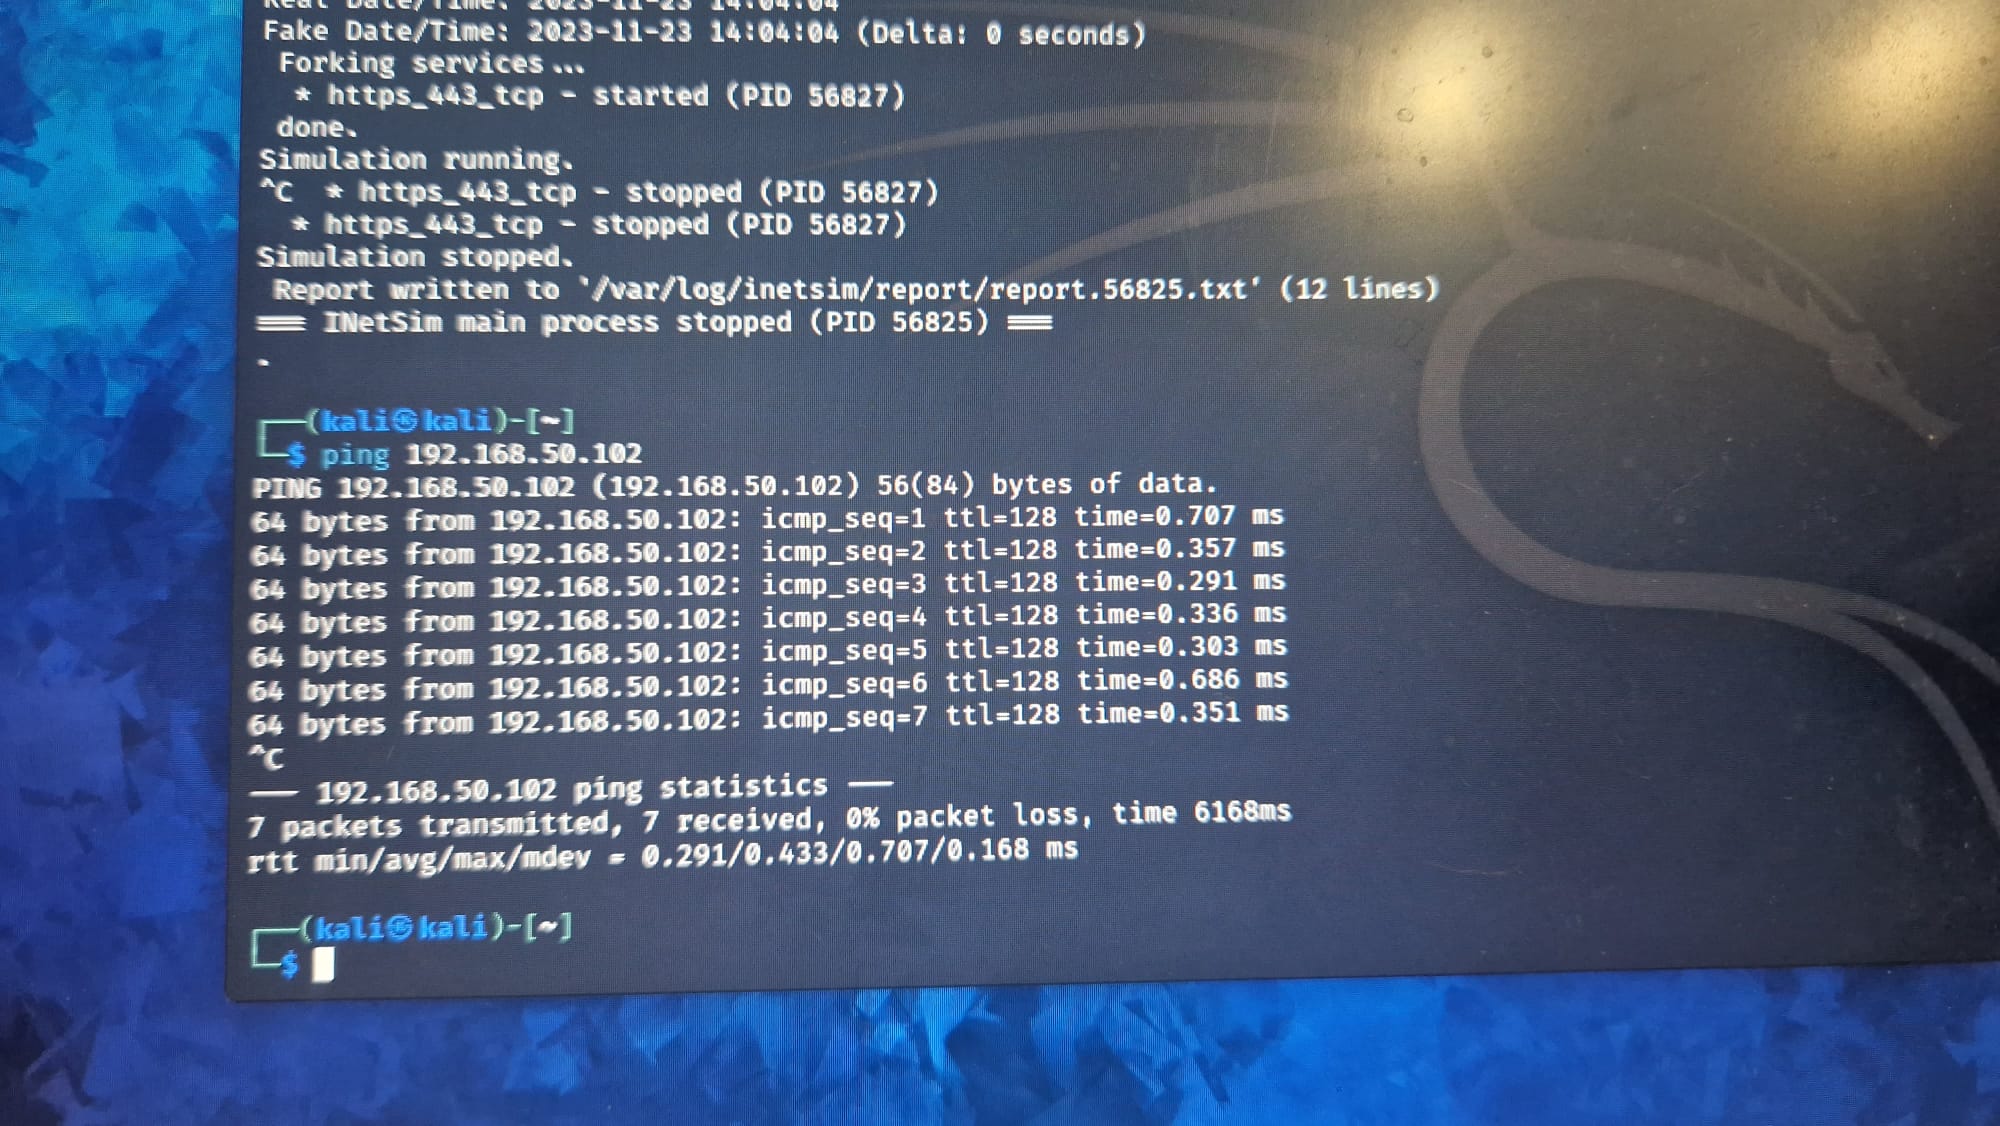 Real Date/Time: 2023-11-23 14:04:04
Fake Date/Time: 2023-11-23 14:04:04 (Delta: 0 seconds)
Forking services ...
* https_443_tcp - started (PID 56827)
done.
Simulation running.
^C * https_443_tcp - stopped (PID 56827)
* https_443_tcp - stopped (PID 56827)
Simulation stopped.
Report written to '/var/log/inetsim/report/report.56825.txt' (12 lines)
=== INetSim main process stopped (PID 56825) ===
.
┌──(kali㉿kali)-[~]
└─$ ping 192.168.50.102
PING 192.168.50.102 (192.168.50.102) 56(84) bytes of data.
64 bytes from 192.168.50.102: icmp_seq=1 ttl=128 time=0.707 ms
64 bytes from 192.168.50.102: icmp_seq=2 ttl=128 time=0.357 ms
64 bytes from 192.168.50.102: icmp_seq=3 ttl=128 time=0.291 ms
64 bytes from 192.168.50.102: icmp_seq=4 ttl=128 time=0.336 ms
64 bytes from 192.168.50.102: icmp_seq=5 ttl=128 time=0.303 ms
64 bytes from 192.168.50.102: icmp_seq=6 ttl=128 time=0.686 ms
64 bytes from 192.168.50.102: icmp_seq=7 ttl=128 time=0.351 ms
^C
--- 192.168.50.102 ping statistics ---
7 packets transmitted, 7 received, 0% packet loss, time 6168ms
rtt min/avg/max/mdev = 0.291/0.433/0.707/0.168 ms
┌──(kali㉿kali)-[~]
└─$